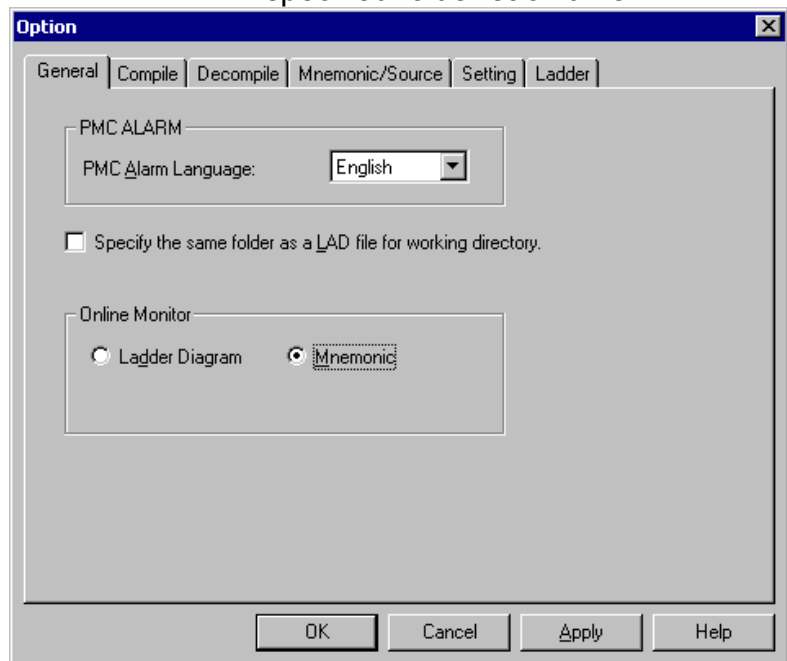 Option
General Compile Decompile Mnemonic/Source Setting Ladder
PMC ALARM
PMC Alarm Language: English
Specify the same folder as a LAD file for working directory.
Online Monitor
Ladder Diagram Mnemonic
OK Cancel Apply Help